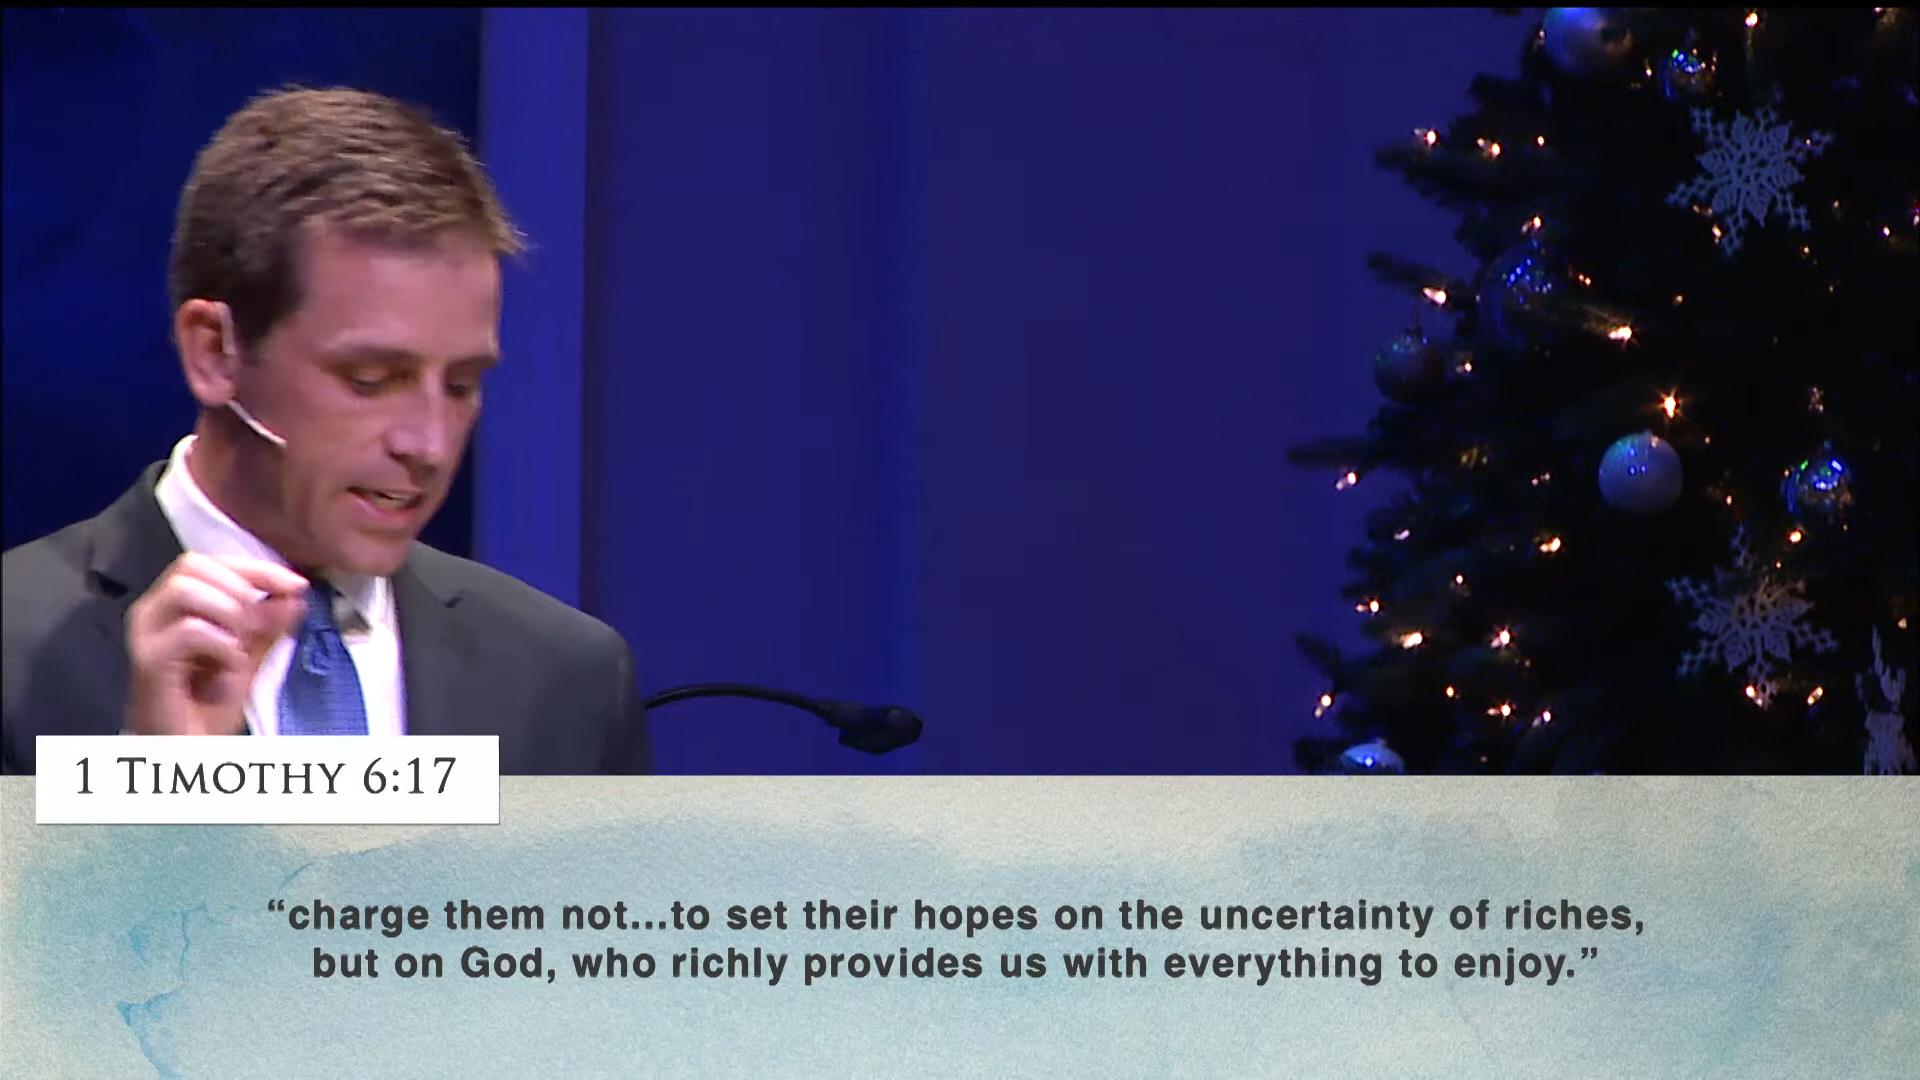 1 Timothy 6:17
“charge them not...to set their hopes on the uncertainty of riches,
but on God, who richly provides us with everything to enjoy.”